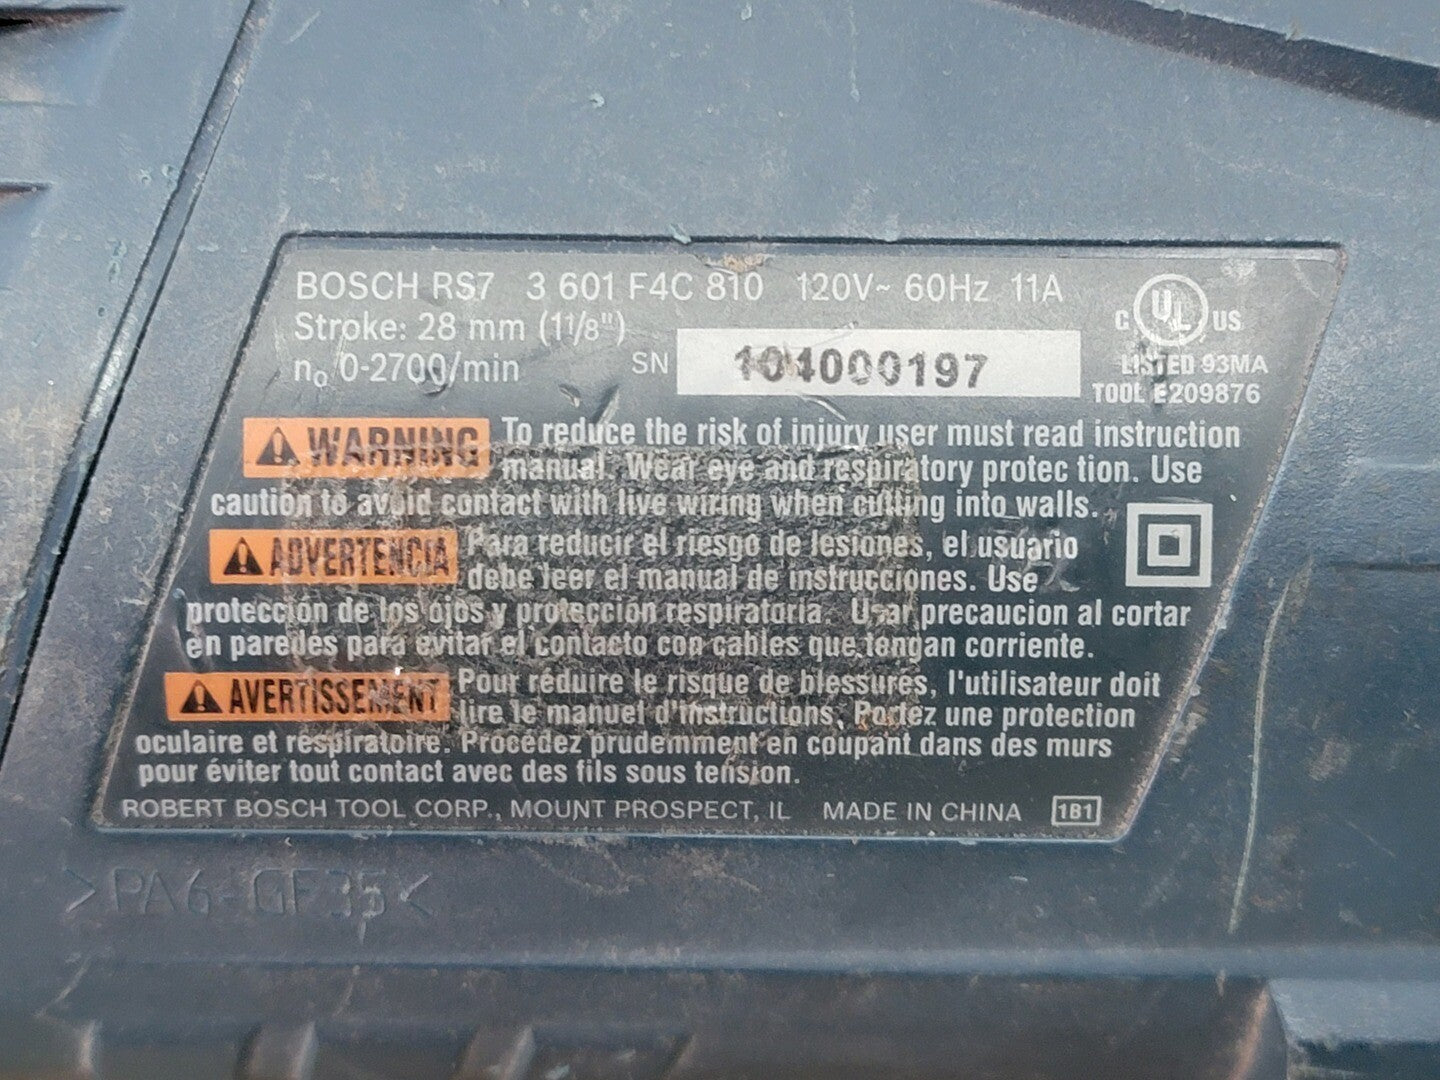 BOSCH RS7 3 601 F4C 810 120V~ 60Hz 11A
Stroke: 28 mm (1 1/8")
n₀ 0-2700/min
SN 104000197
C UL US
LISTED 93MA
TOOL E209876
⚠ WARNING To reduce the risk of injury user must read instruction
manual. Wear eye and respiratory protec tion. Use
caution to avoid contact with live wiring when cutting into walls.
⚠ ADVERTENCIA Para reducir el riesgo de lesiones, el usuario
debe leer el manual de instrucciones. Use
protección de los ojos y proteccion respiratoria. Usar precaucion al cortar
en paredes para evitar el contacto con cables que tengan corriente.
⚠ AVERTISSEMENT Pour réduire le risque de blessures, l'utilisateur doit
lire le manuel d'instructions. Portez une protection
oculaire et respiratoire. Procédez prudemment en coupant dans des murs
pour éviter tout contact avec des fils sous tension.
ROBERT BOSCH TOOL CORP., MOUNT PROSPECT, IL MADE IN CHINA 1B1
>PA6-GF35<